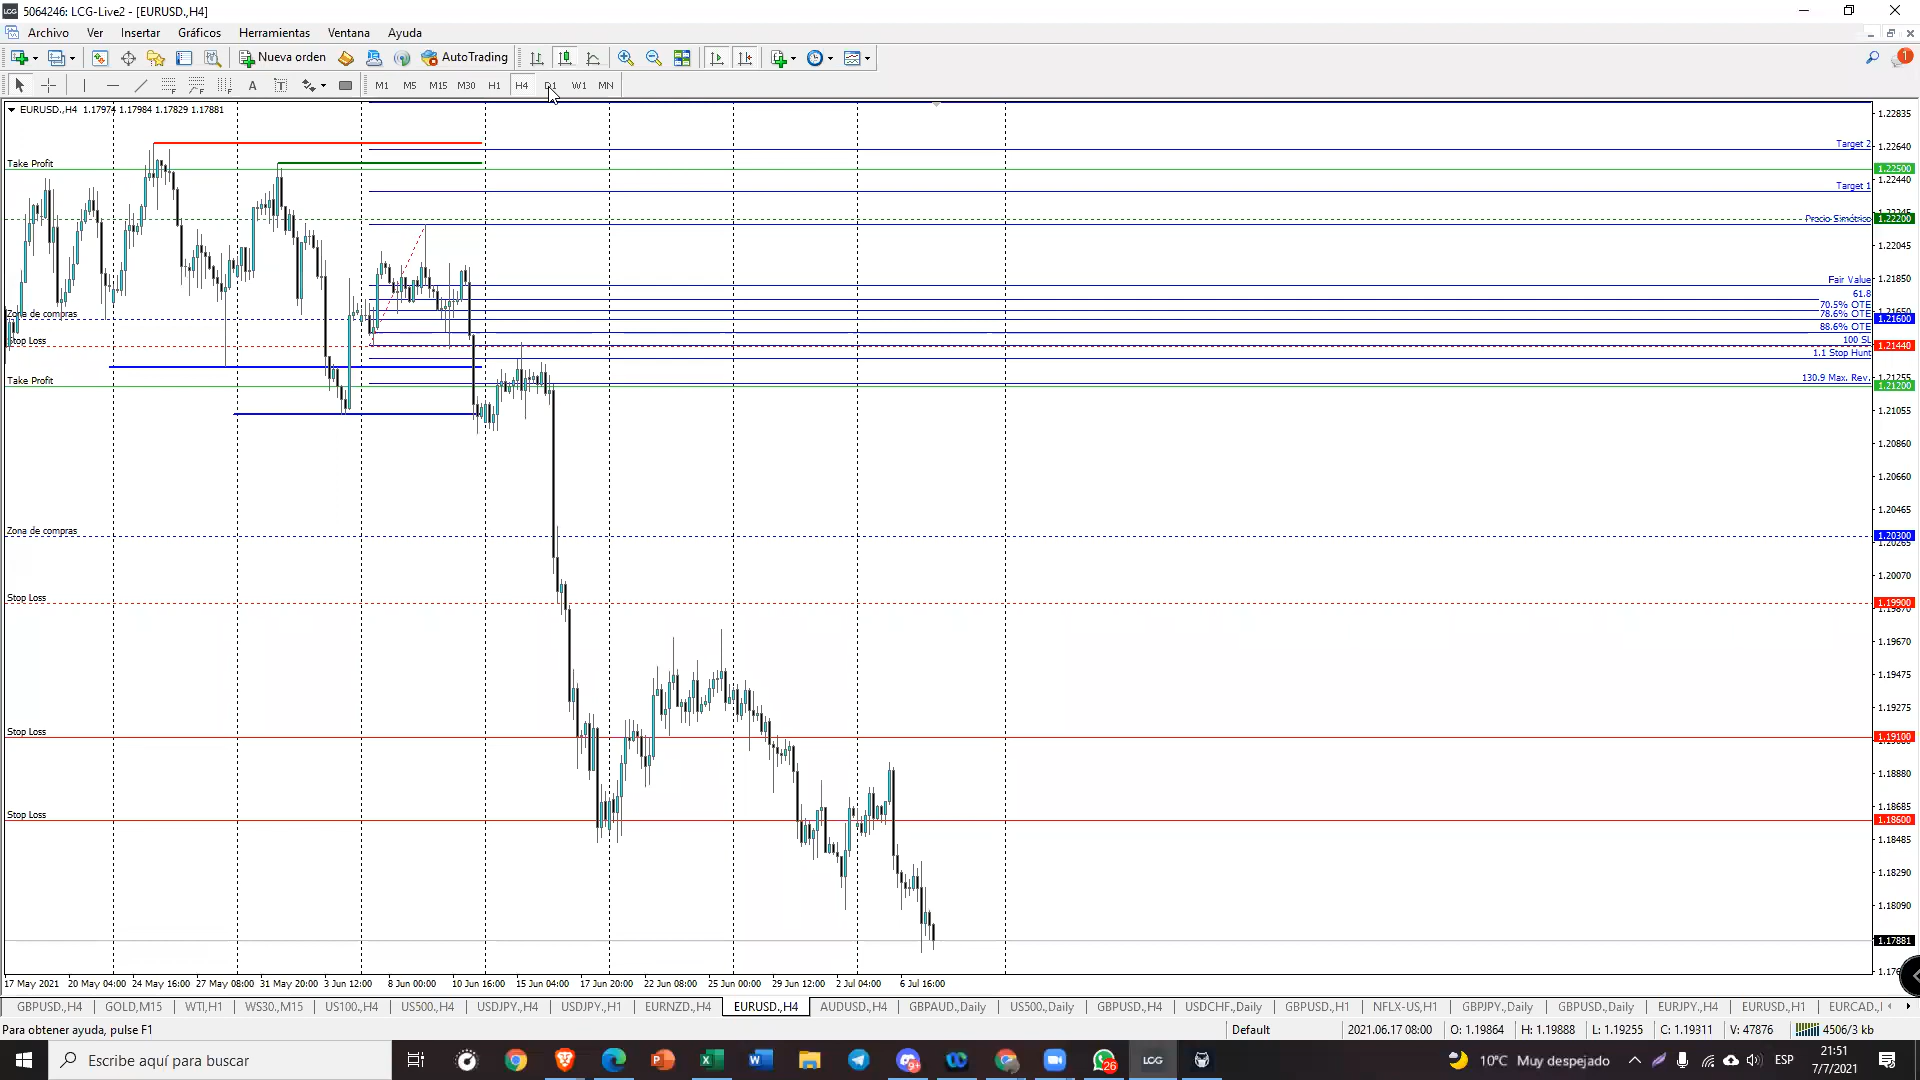 5064246: LCG-Live2 - [EURUSD.,H4]
Archivo Ver Insertar Gráficos Herramientas Ventana Ayuda
Nueva orden AutoTrading 1
A T M1 M5 M15 M30 H1 H4 D1 W1 MN
EURUSD.,H4 1.17974 1.17984 1.17829 1.17881
1.22835
Target 2
1.22640
Take Profit
1.22500
1.22440
Target 1
Precio Simétrico
1.22200
1.22045
1.21850
Fair Value
61.8
70.5% OTE
78.6% OTE
Zona de compras
1.21600
88.6% OTE
100 SL
Stop Loss
1.21440
1.1 Stop Hunt
130.9 Max. Rev.
1.21255
Take Profit
1.21200
1.21055
1.20860
1.20660
1.20465
Zona de compras
1.20300
1.20265
1.20070
Stop Loss
1.19900
1.19670
1.19475
1.19275
Stop Loss
1.19100
1.18880
1.18685
Stop Loss
1.18600
1.18485
1.18290
1.18090
1.17881
17 May 2021 20 May 04:00 24 May 16:00 27 May 08:00 31 May 20:00 3 Jun 12:00 8 Jun 00:00 10 Jun 16:00 15 Jun 04:00 17 Jun 20:00 22 Jun 08:00 25 Jun 00:00 29 Jun 12:00 2 Jul 04:00 6 Jul 16:00
GBPUSD.,H4 GOLD,M15 WTI,H1 WS30.,M15 US100.,H4 US500.,H4 USDJPY.,H4 USDJPY.,H1 EURNZD.,H4 EURUSD.,H4 AUDUSD.,H4 GBPAUD.,Daily US500.,Daily GBPUSD.,H4 USDCHF.,Daily GBPUSD.,H1 NFLX-US,H1 GBPJPY.,Daily GBPUSD.,Daily EURJPY.,H4 EURUSD.,H1 EURCAD.,
Para obtener ayuda, pulse F1 Default 2021.06.17 08:00 O: 1.19864 H: 1.19888 L: 1.19255 C: 1.19311 V: 47876 4506/3 kb
Escribe aquí para buscar 26 LCG 10°C Muy despejado ESP 21:51
7/7/2021